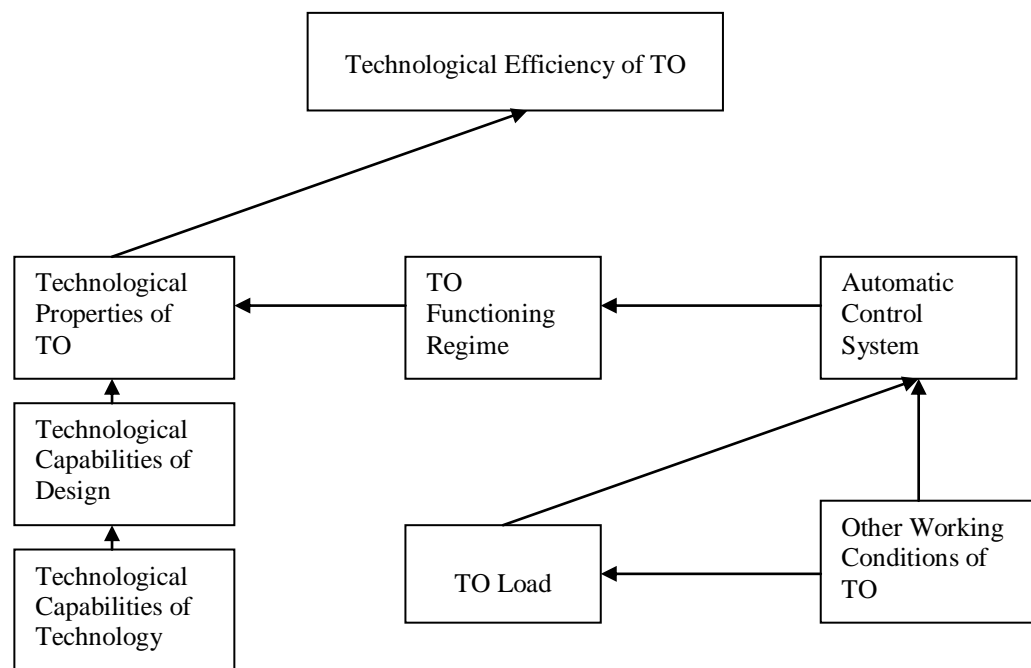 Technological Efficiency of TO
Technological
Properties of
TO
TO
Functioning
Regime
Automatic
Control
System
Technological
Capabilities of
Design
Technological
Capabilities of
Technology
TO Load
Other Working
Conditions of
TO